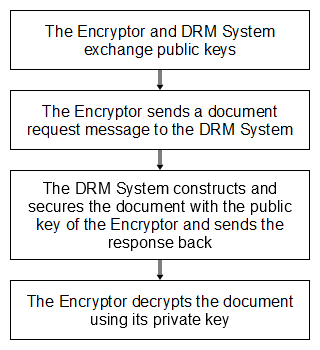 The Encryptor and DRM System
exchange public keys
The Encryptor sends a document
request message to the DRM System
The DRM System constructs and
secures the document with the public
key of the Encryptor and sends the
response back
The Encryptor decrypts the document
using its private key